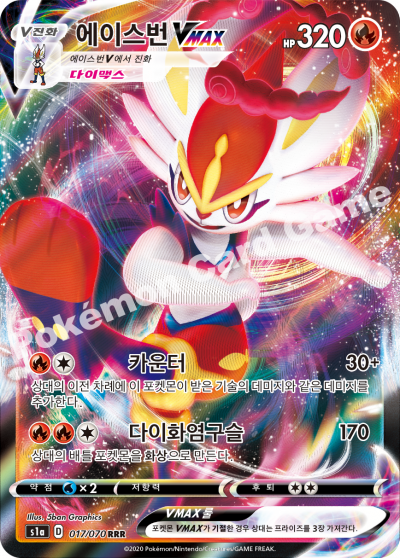 V진화
에이스번 VMAX
HP 320
에이스번V에서 진화
다이맥스
Pokémon Card Game
카운터 30+
상대의 이전 차례에 이 포켓몬이 받은 기술의 데미지와 같은 데미지를
추가한다.
다이화염구슬 170
상대의 배틀 포켓몬을 화상으로 만든다.
약점 ×2 저항력 후퇴
Illus. 5ban Graphics
s1a D 017/070 RRR
VMAX 룰
포켓몬 VMAX가 기절한 경우 상대는 프라이즈를 3장 가져간다.
©2020 Pokémon/Nintendo/Creatures/GAME FREAK.